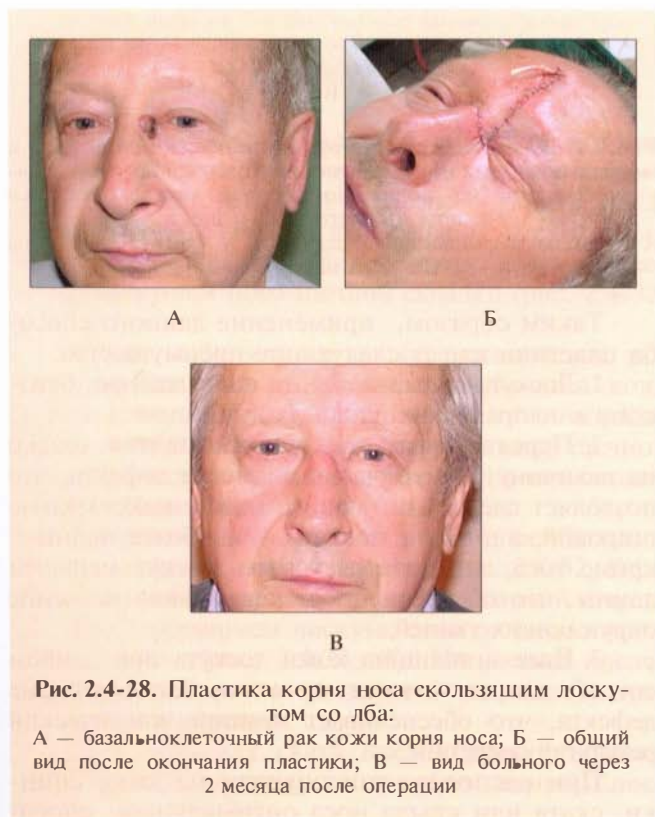 А
Б
В
Рис. 2.4-28. Пластика корня носа скользящим лоску-
том со лба:
А — базальноклеточный рак кожи корня носа; Б — общий
вид после окончания пластики; В — вид больного через
2 месяца после операции